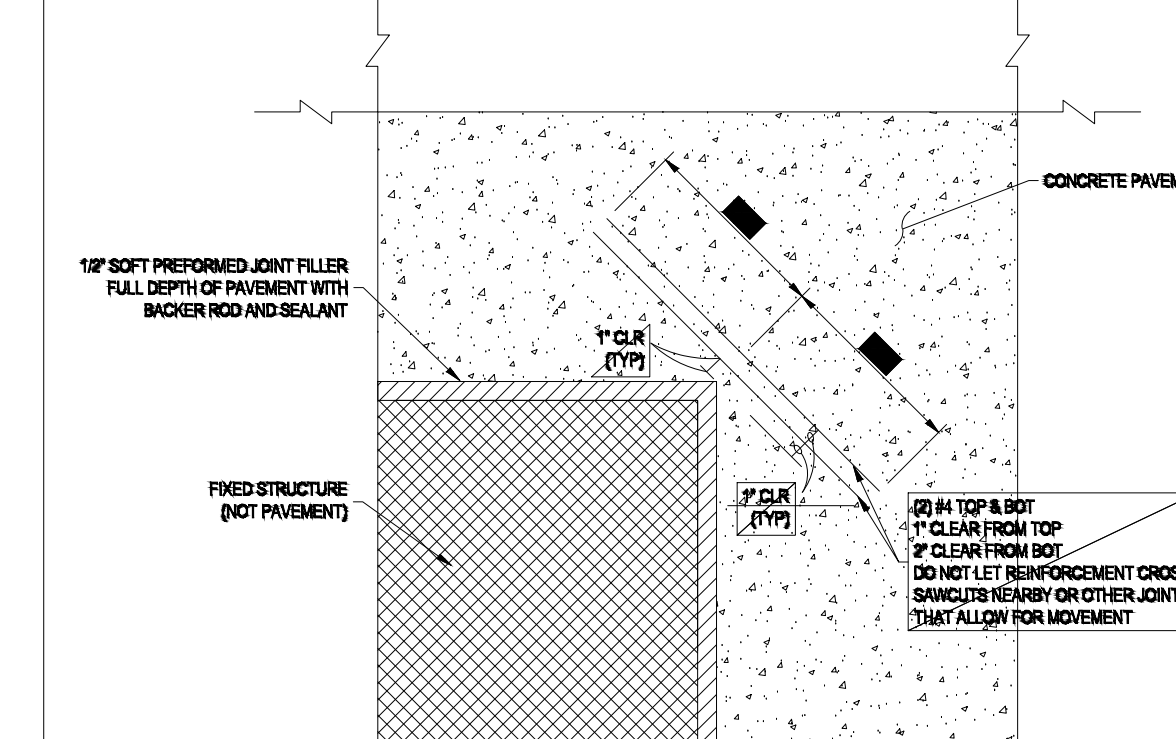 CONCRETE
1/2" SOFT PREFORMED JOINT FILLER
FULL DEPTH OF PAVEMENT WITH
BACKER ROD AND SEALANT
1" CLR
(TYP)
FIXED STRUCTURE
(NOT PAVEMENT)
1" CLR
(TYP)
(2) #4 TOP & BOT
1" CLEAR FROM TOP
2" CLEAR FROM BOT
DO NOT LET REINFORCEMENT
SAWCUTS NEARBY OR OTHER JOINT
THAT ALLOW FOR MOVEMENT